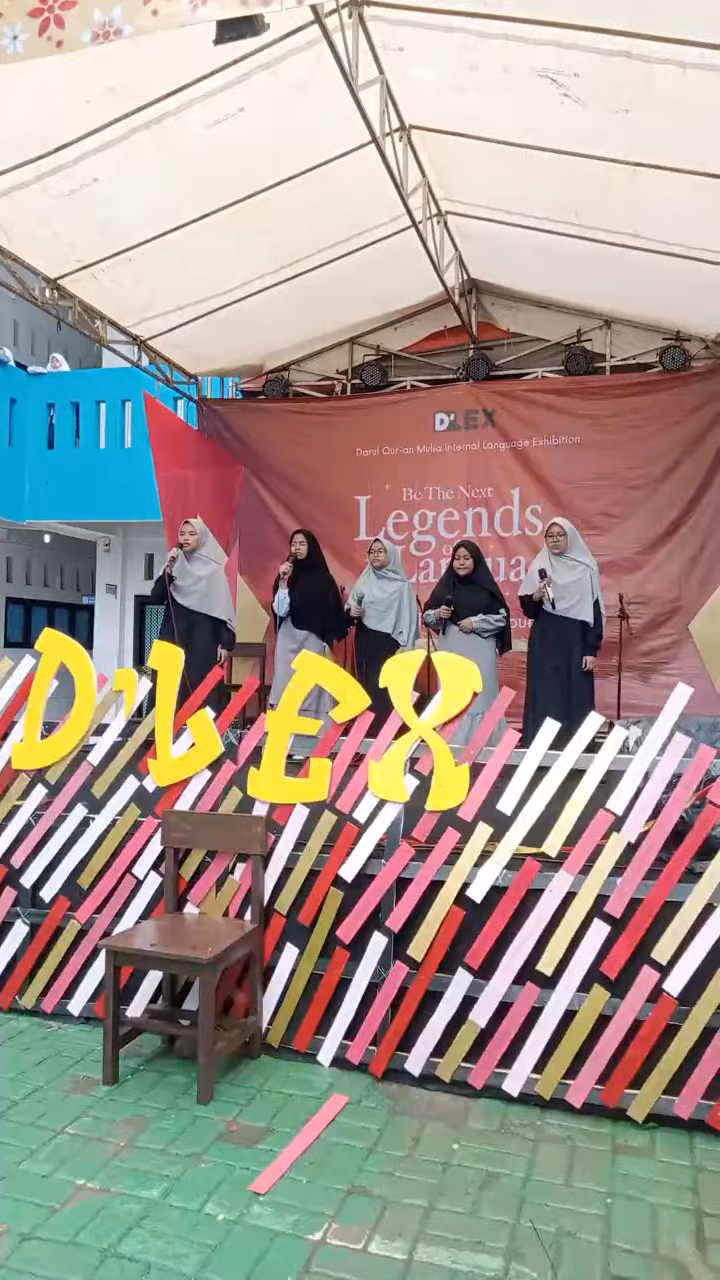 D'LEX
Darul Qur-an Mulia Internal Language Exhibition
Be The Next
Legends
D'LEX